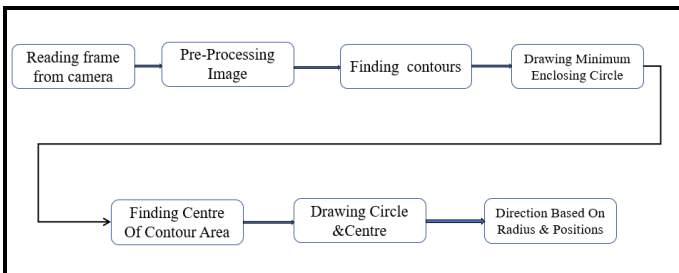 Reading frame
from camera
Pre-Processing
Image
Finding contours
Drawing Minimum
Enclosing Circle
Finding Centre
Of Contour Area
Drawing Circle
&Centre
Direction Based On
Radius & Positions